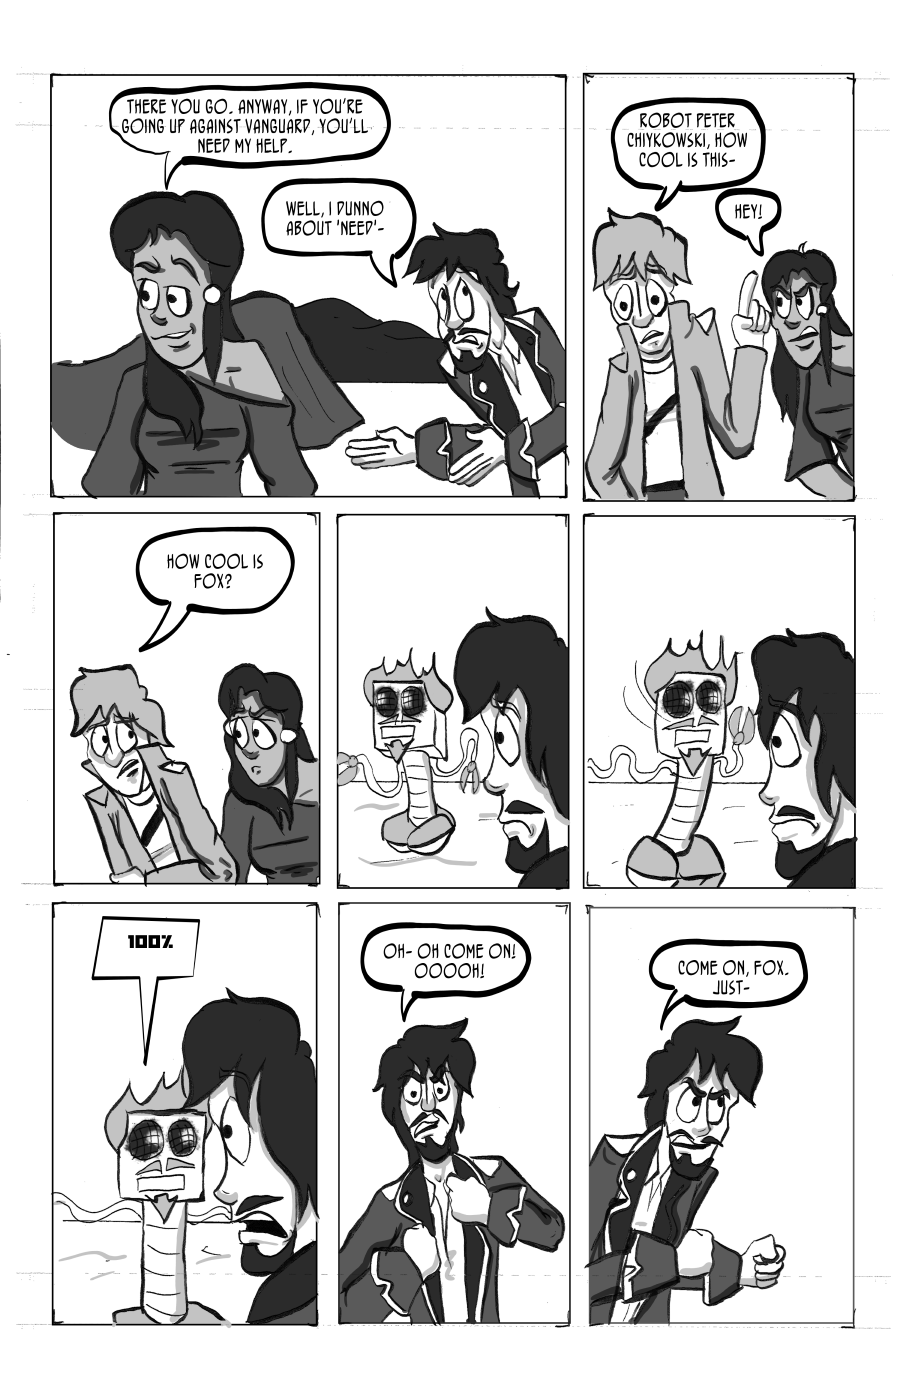 THERE YOU GO. ANYWAY, IF YOU'RE
GOING UP AGAINST VANGUARD, YOU'LL
NEED MY HELP.
WELL, I DUNNO
ABOUT 'NEED'-
ROBOT PETER
CHIYKOWSKI, HOW
COOL IS THIS-
HEY!
HOW COOL IS
FOX?
100%
OH- OH COME ON!
OOOOH!
COME ON, FOX.
JUST-